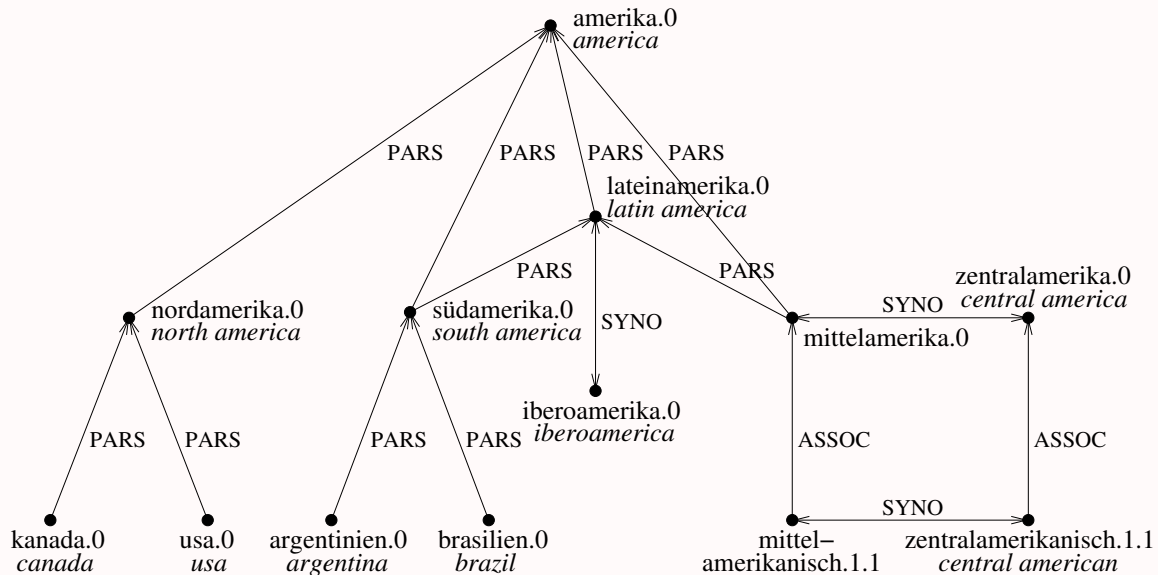 amerika.0
america
PARS PARS PARS PARS
lateinamerika.0
latin america
PARS PARS
zentralamerika.0
central america
nordamerika.0
north america
südamerika.0
south america
SYNO
SYNO
mittelamerika.0
iberoamerika.0
iberoamerica
PARS PARS PARS PARS ASSOC ASSOC
SYNO
kanada.0 usa.0 argentinien.0 brasilien.0 mittel− zentralamerikanisch.1.1
canada usa argentina brazil amerikanisch.1.1 central american